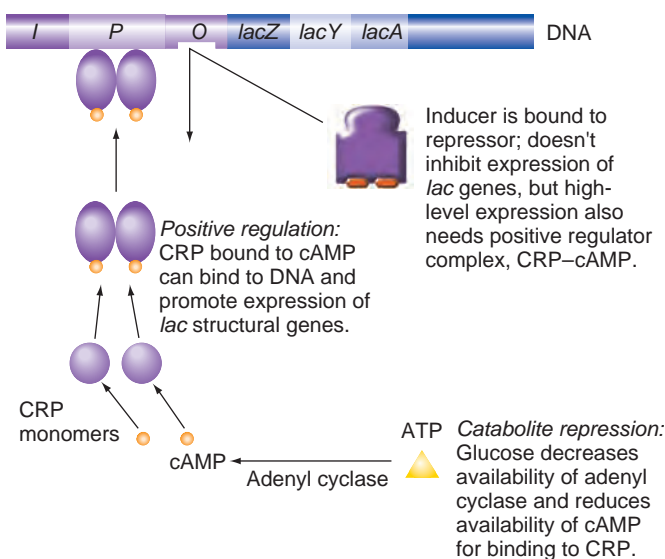 I P O lacZ lacY lacA DNA
Inducer is bound to
repressor; doesn't
inhibit expression of
lac genes, but high-
level expression also
needs positive regulator
complex, CRP–cAMP.
Positive regulation:
CRP bound to cAMP
can bind to DNA and
promote expression of
lac structural genes.
CRP
monomers
cAMP
Adenyl cyclase
ATP
Catabolite repression:
Glucose decreases
availability of adenyl
cyclase and reduces
availability of cAMP
for binding to CRP.